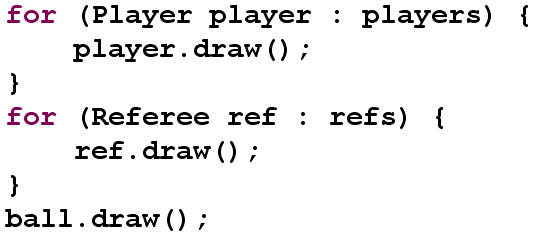 for (Player player : players) {
    player.draw();
}
for (Referee ref : refs) {
    ref.draw();
}
ball.draw();